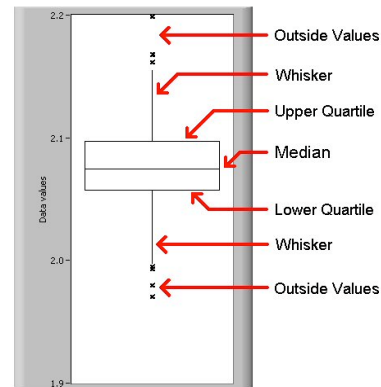 2.2
Outside Values
Whisker
Upper Quartile
2.1
Median
Data values
Lower Quartile
Whisker
2.0
Outside Values
1.9